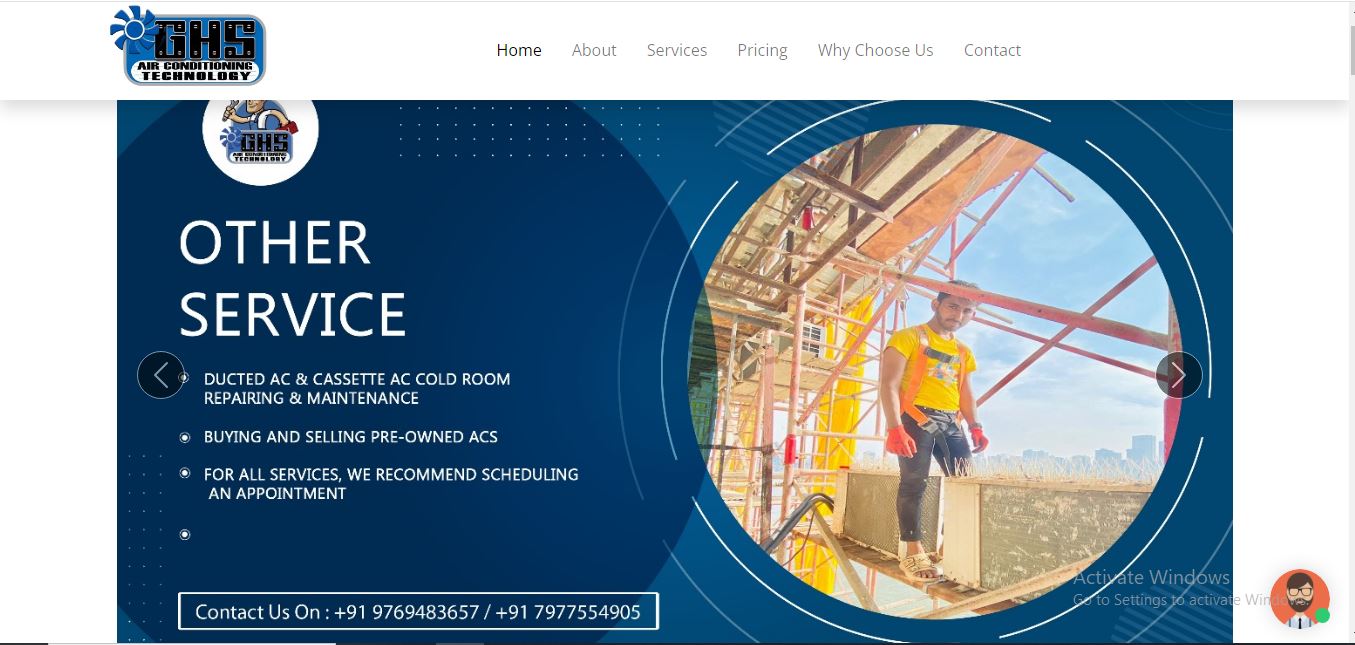 GHS
AIR CONDITIONING
TECHNOLOGY
Home About Services Pricing Why Choose Us Contact
GHS
AIR CONDITIONING
TECHNOLOGY
OTHER
SERVICE
DUCTED AC & CASSETTE AC COLD ROOM
REPAIRING & MAINTENANCE
BUYING AND SELLING PRE-OWNED ACS
FOR ALL SERVICES, WE RECOMMEND SCHEDULING
AN APPOINTMENT
Contact Us On : +91 9769483657 / +91 7977554905
Activate Windows
Go to Settings to activate Windows.